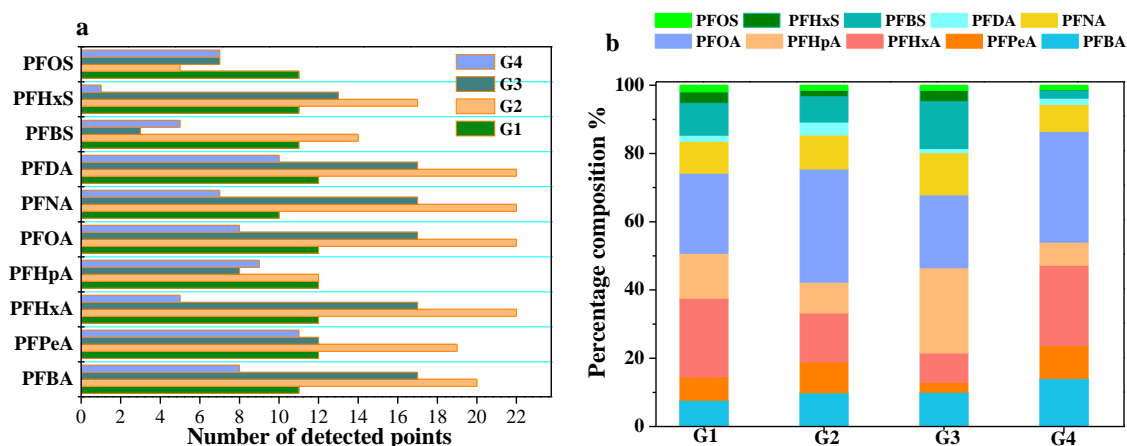 a
PFOS
PFHxS
PFBS
PFDA
PFNA
PFOA
PFHpA
PFHxA
PFPeA
PFBA
G4
G3
G2
G1
0 2 4 6 8 10 12 14 16 18 20 22
Number of detected points
b
PFOS PFHxS PFBS PFDA PFNA
PFOA PFHpA PFHxA PFPeA PFBA
Percentage composition %
100
80
60
40
20
0
G1 G2 G3 G4